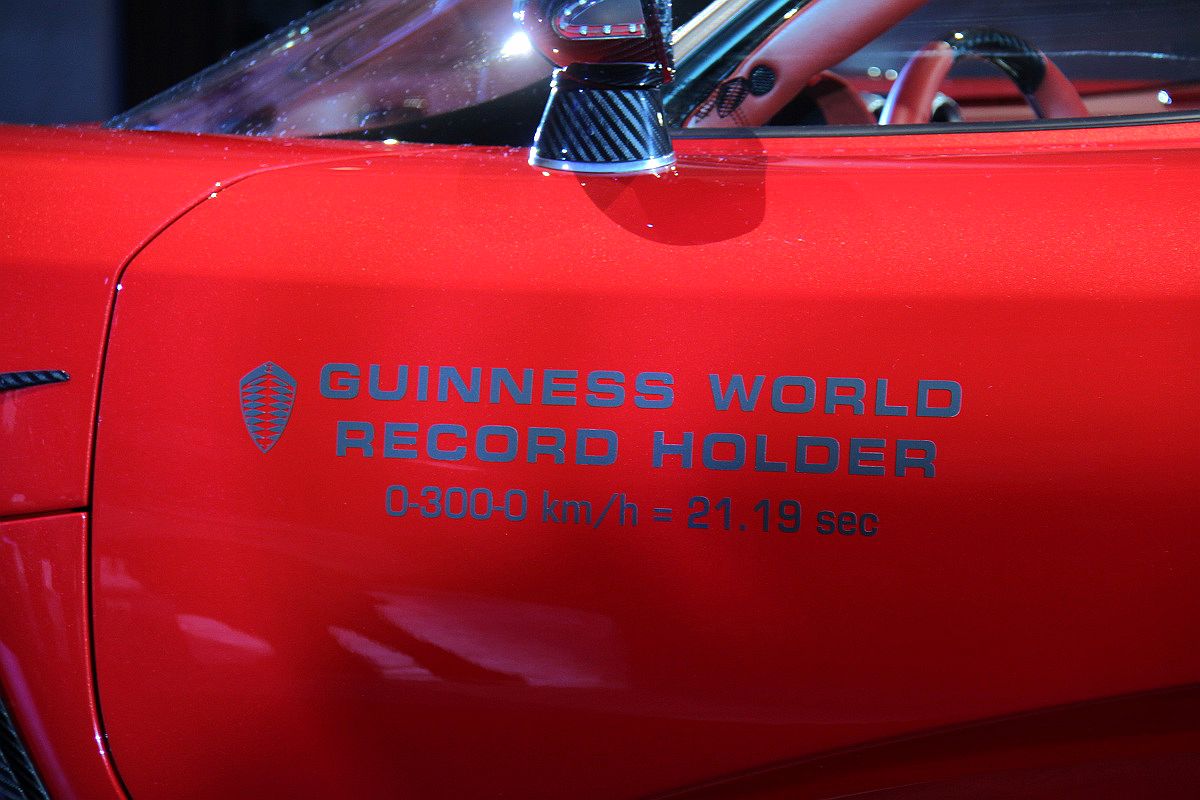 GUINNESS WORLD
RECORD HOLDER
0-300-0 km/h = 21.19 sec